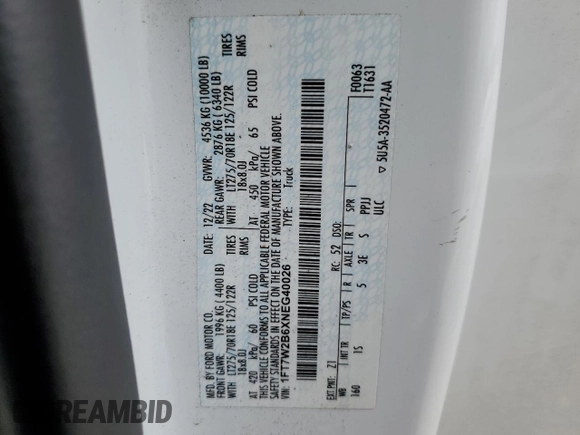 MFD. BY FORD MOTOR CO.
DATE: 12/22 GVWR: 4536 KG (10000 LB)
FRONT GAWR: 1996 KG ( 4400 LB) REAR GAWR: 2876 KG ( 6340 LB)
LT275/70R18E 125/122R TIRES WITH LT275/70R18E 125/122R TIRES
18x8.0J RIMS 18x8.0J RIMS
AT 420 kPa/ 60 PSI COLD AT 450 kPa/ 65 PSI COLD
THIS VEHICLE CONFORMS TO ALL APPLICABLE FEDERAL MOTOR VEHICLE
SAFETY STANDARDS IN EFFECT ON THE DATE OF MANUFACTURE SHOWN ABOVE.
VIN: 1FT7W2B6XNEG40026 TYPE: Truck
F0063
T1631
EXT PNT: Z1 RC: 52 DSO:
WB INT TR TP/PS R AXLE TR SPR
160 15 5 3E 5 PPJJ
ULC 5U5A-3520472-AA
STREAMBID